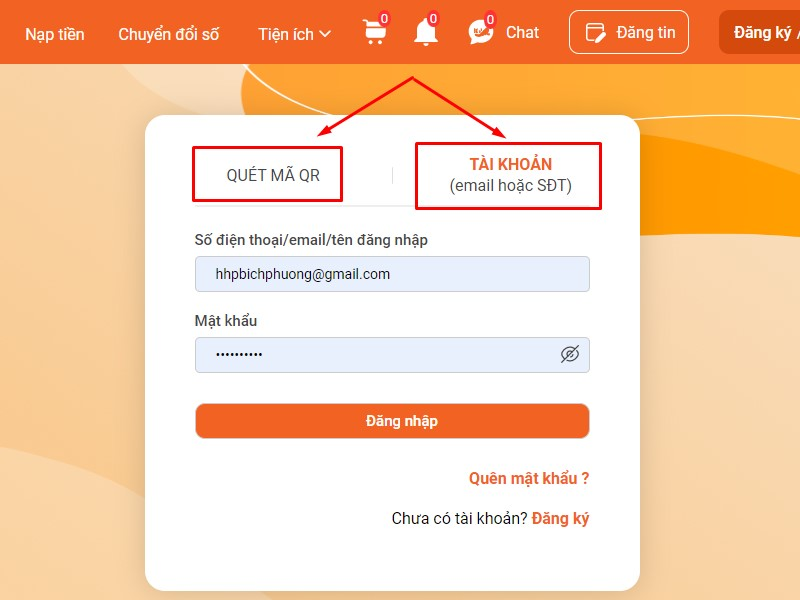 Nạp tiền
Chuyển đổi số
Tiện ích
0
0
0
Chat
Đăng tin
Đăng ký
QUÉT MÃ QR
TÀI KHOẢN
(email hoặc SĐT)
Số điện thoại/email/tên đăng nhập
hhpbichphuong@gmail.com
Mật khẩu
••••••••••
Đăng nhập
Quên mật khẩu ?
Chưa có tài khoản? Đăng ký